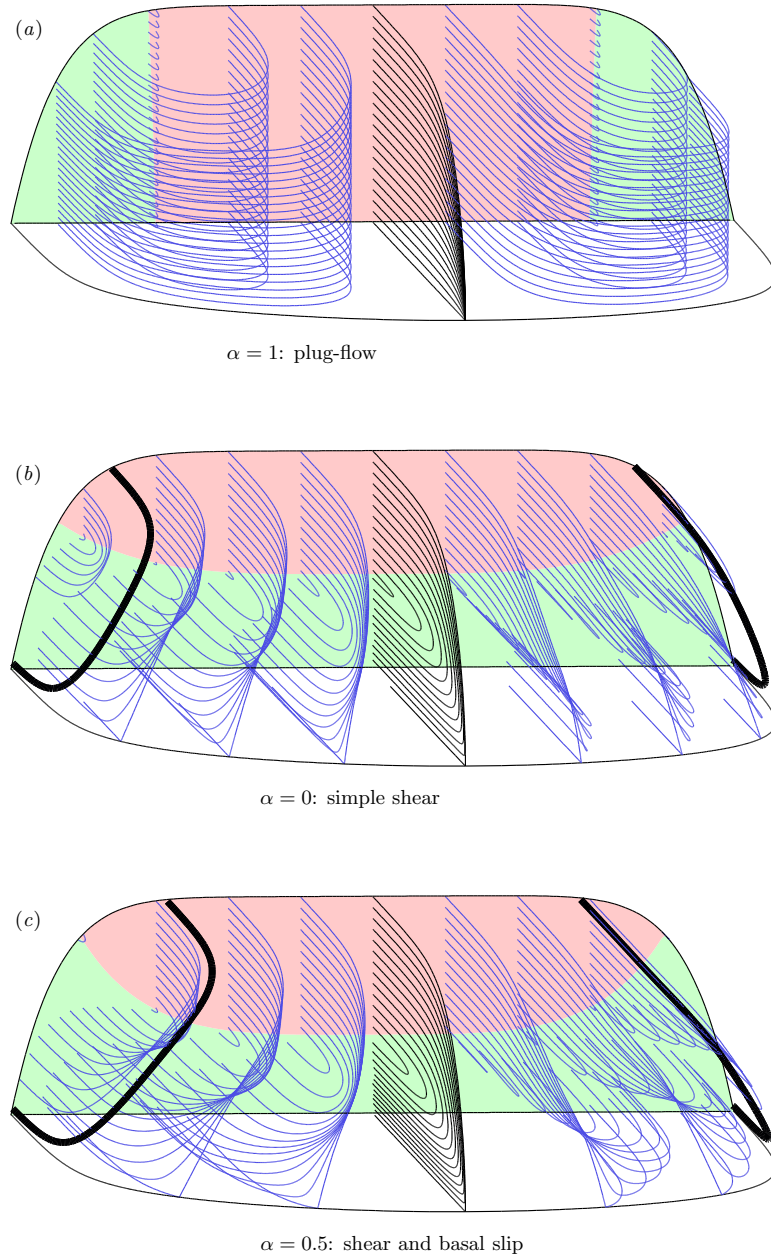 (a)
α = 1: plug-flow
(b)
α = 0: simple shear
(c)
α = 0.5: shear and basal slip